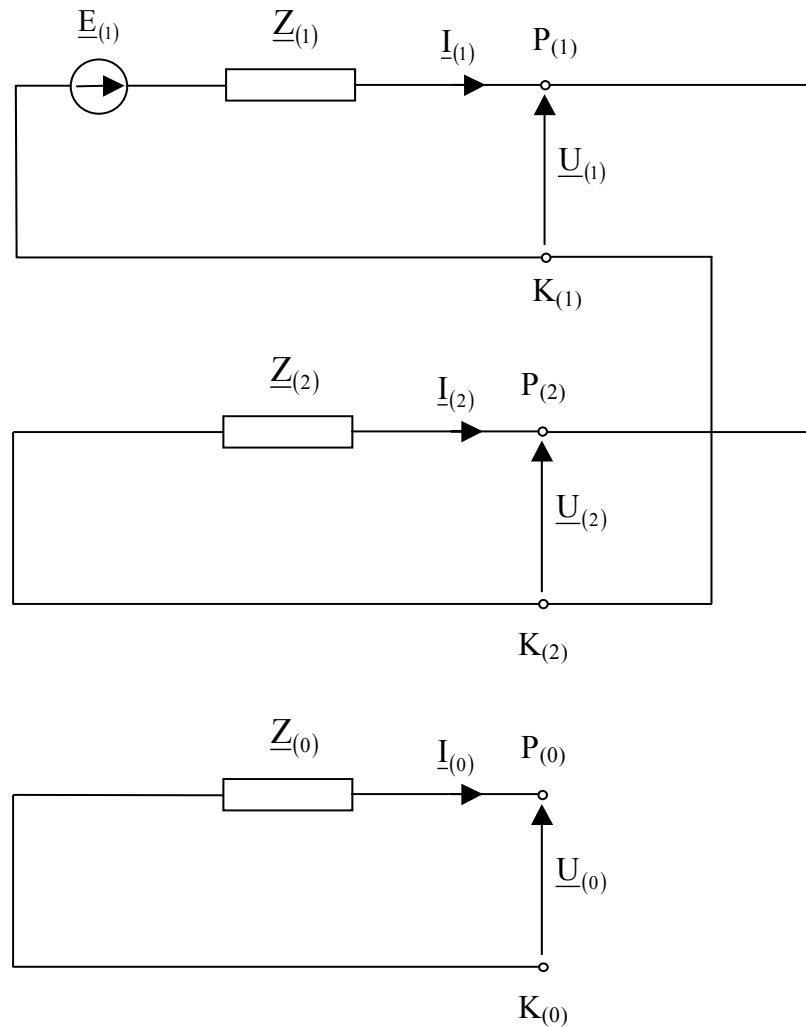 E(1) Z(1) I(1) P(1)
U(1)
K(1)
Z(2) I(2) P(2)
U(2)
K(2)
Z(0) I(0) P(0)
U(0)
K(0)